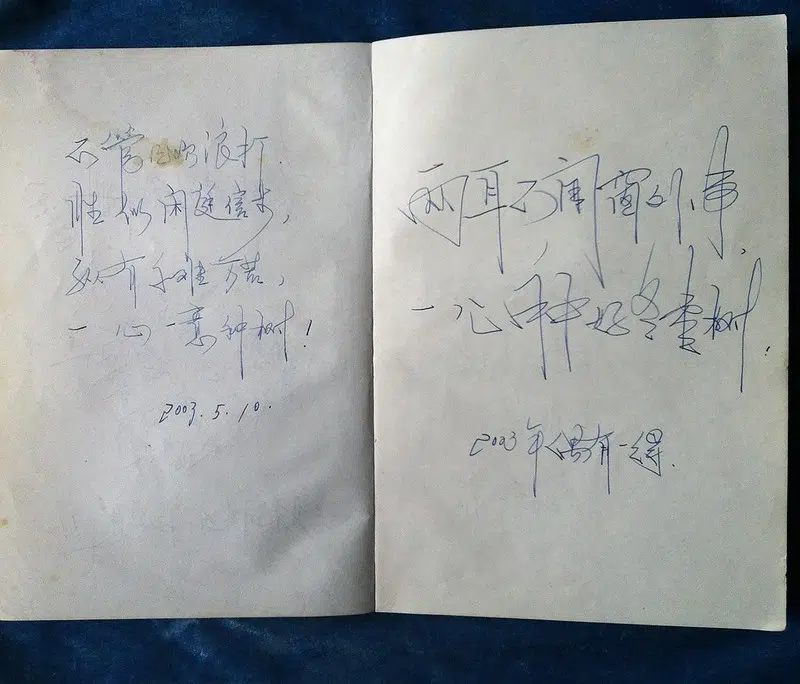 不管风吹浪打
胜似闲庭信步,
纵有千难万苦,
一心一意种树!
2003.5.10.
两耳不闻窗外事,
一心种好冬枣树.
2003年偶有一得.